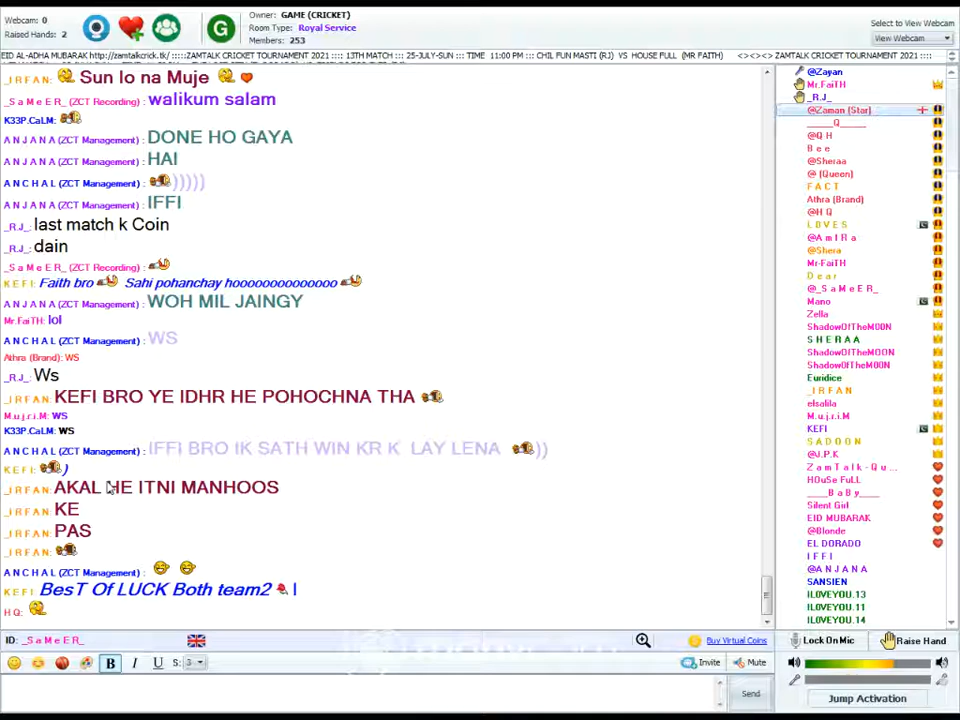 Webcam: 0
Raised Hands: 2
G
Owner: GAME (CRICKET)
Room Type: Royal Service
Members: 253
Select to View Webcam
View Webcam
EID AL-ADHA MUBARAK http://zamtalkcrick.tk/ :::::ZAMTALK CRICKET TOURNAMENT 2021 :::: 13TH MATCH :::: 25-JULY-SUN ::: TIME 11:00 PM :::: CHIL FUN MASTI (RJ) VS HOUSE FULL (MR FAITH) <><><> ZAMTALK CRICKET TOURNAMENT 2021 ::::
_I R F A N: Sun lo na Muje
_S a M e E R_ (ZCT Recording) : walikum salam
K33P.CaLM:
A N J A N A (ZCT Management) : DONE HO GAYA
A N J A N A (ZCT Management) : HAI
A N C H A L (ZCT Management) : )))))
A N J A N A (ZCT Management) : IFFI
_R.J_: last match k Coin
_R.J_: dain
_S a M e E R_ (ZCT Recording) :
K E F I: Faith bro Sahi pohanchay hooooooooooooooo
A N J A N A (ZCT Management) : WOH MIL JAINGY
Mr.FaiTH: lol
A N C H A L (ZCT Management) : WS
Athra (Brand): WS
_R.J_: Ws
_I R F A N: KEFI BRO YE IDHR HE POHOCHNA THA
M.u.j.r.i.M: WS
K33P.CaLM: WS
A N C H A L (ZCT Management) : IFFI BRO IK SATH WIN KR K LAY LENA ))
K E F I: )
_I R F A N: AKAL HE ITNI MANHOOS
_I R F A N: KE
_I R F A N: PAS
_I R F A N:
A N C H A L (ZCT Management) :
K E F I: BesT Of LUCK Both team2 I
H Q:
@Zayan
Mr.FaiTH
_R.J_
@Zaman (Star)
____Q____
@Q H
B e e
@Sheraa
@ (Queen)
F A C T
Athra (Brand)
@H Q
L O V E S
@A m I R a
@Shera
Mr-FaiTH
D e a r
@_S a M e E R_
Mano
Zella
ShadowOfTheM00N
S H E R A A
ShadowOfTheMOON
ShadowOfTheM0ON
Euridice
_I R F A N
elsalila
M.u.j.r.i.M
KEFI
S A D O O N
@J.P.K
Z a m T a l k - Q u ...
HOuSe FuLL
____B a B y____
Silent Girl
EID MUBARAK
@Blonde
EL DORADO
I F F I
@A N J A N A
SANSIEN
ILOVEYOU.13
ILOVEYOU.11
ILOVEYOU.14
ID: _S a M e E R_
Buy Virtual Coins
Lock On Mic
Raise Hand
B I U S: 3
Invite
Mute
Send
Jump Activation